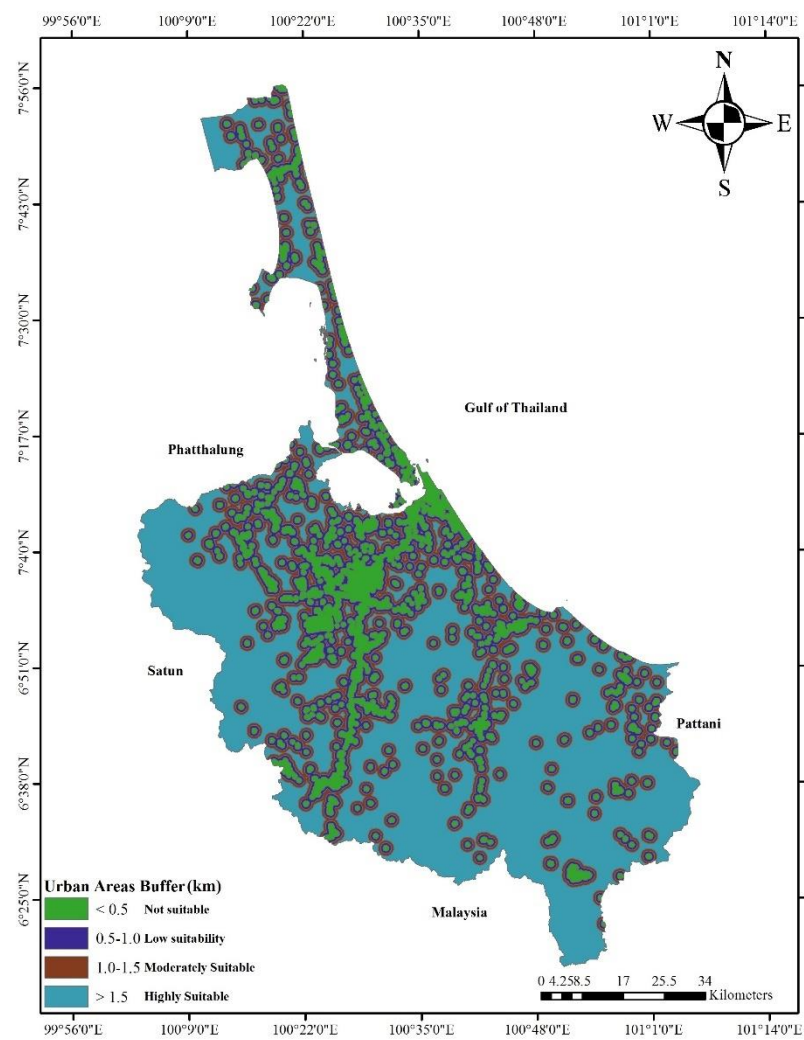 99°56'0"E 100°9'0"E 100°22'0"E 100°35'0"E 100°48'0"E 101°1'0"E 101°14'0"E
N
W E
S
7°56'0"N
7°43'0"N
7°30'0"N
7°17'0"N
7°4'0"N
6°51'0"N
6°38'0"N
6°25'0"N
Gulf of Thailand
Phatthalung
Satun
Pattani
Malaysia
Urban Areas Buffer (km)
< 0.5 Not suitable
0.5-1.0 Low suitability
1.0-1.5 Moderately Suitable
> 1.5 Highly Suitable
0 4.25 8.5 17 25.5 34
Kilometers
99°56'0"E 100°9'0"E 100°22'0"E 100°35'0"E 100°48'0"E 101°1'0"E 101°14'0"E